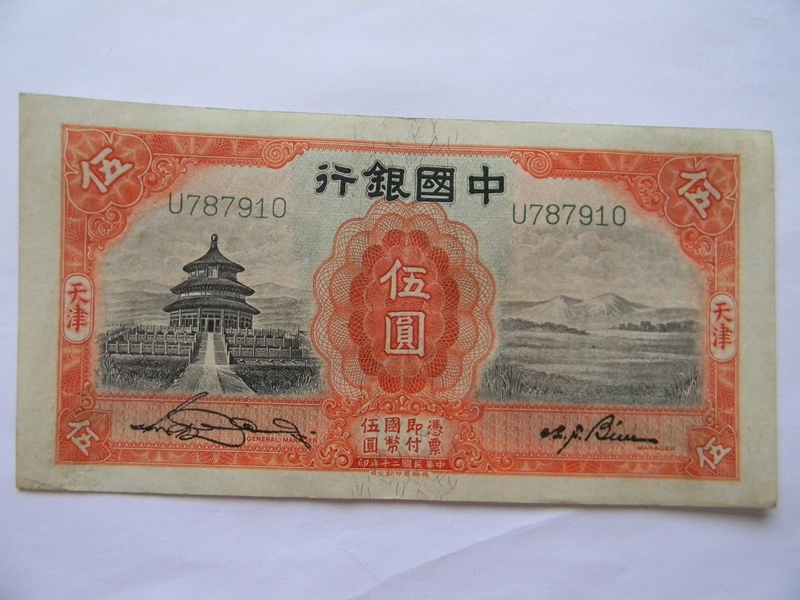 伍
伍
中國銀行
U787910
U787910
伍圓
天津
天津
憑票
即付
國幣
伍圓
GENERAL MANAGER
MANAGER
伍
伍
中華民國二十年印